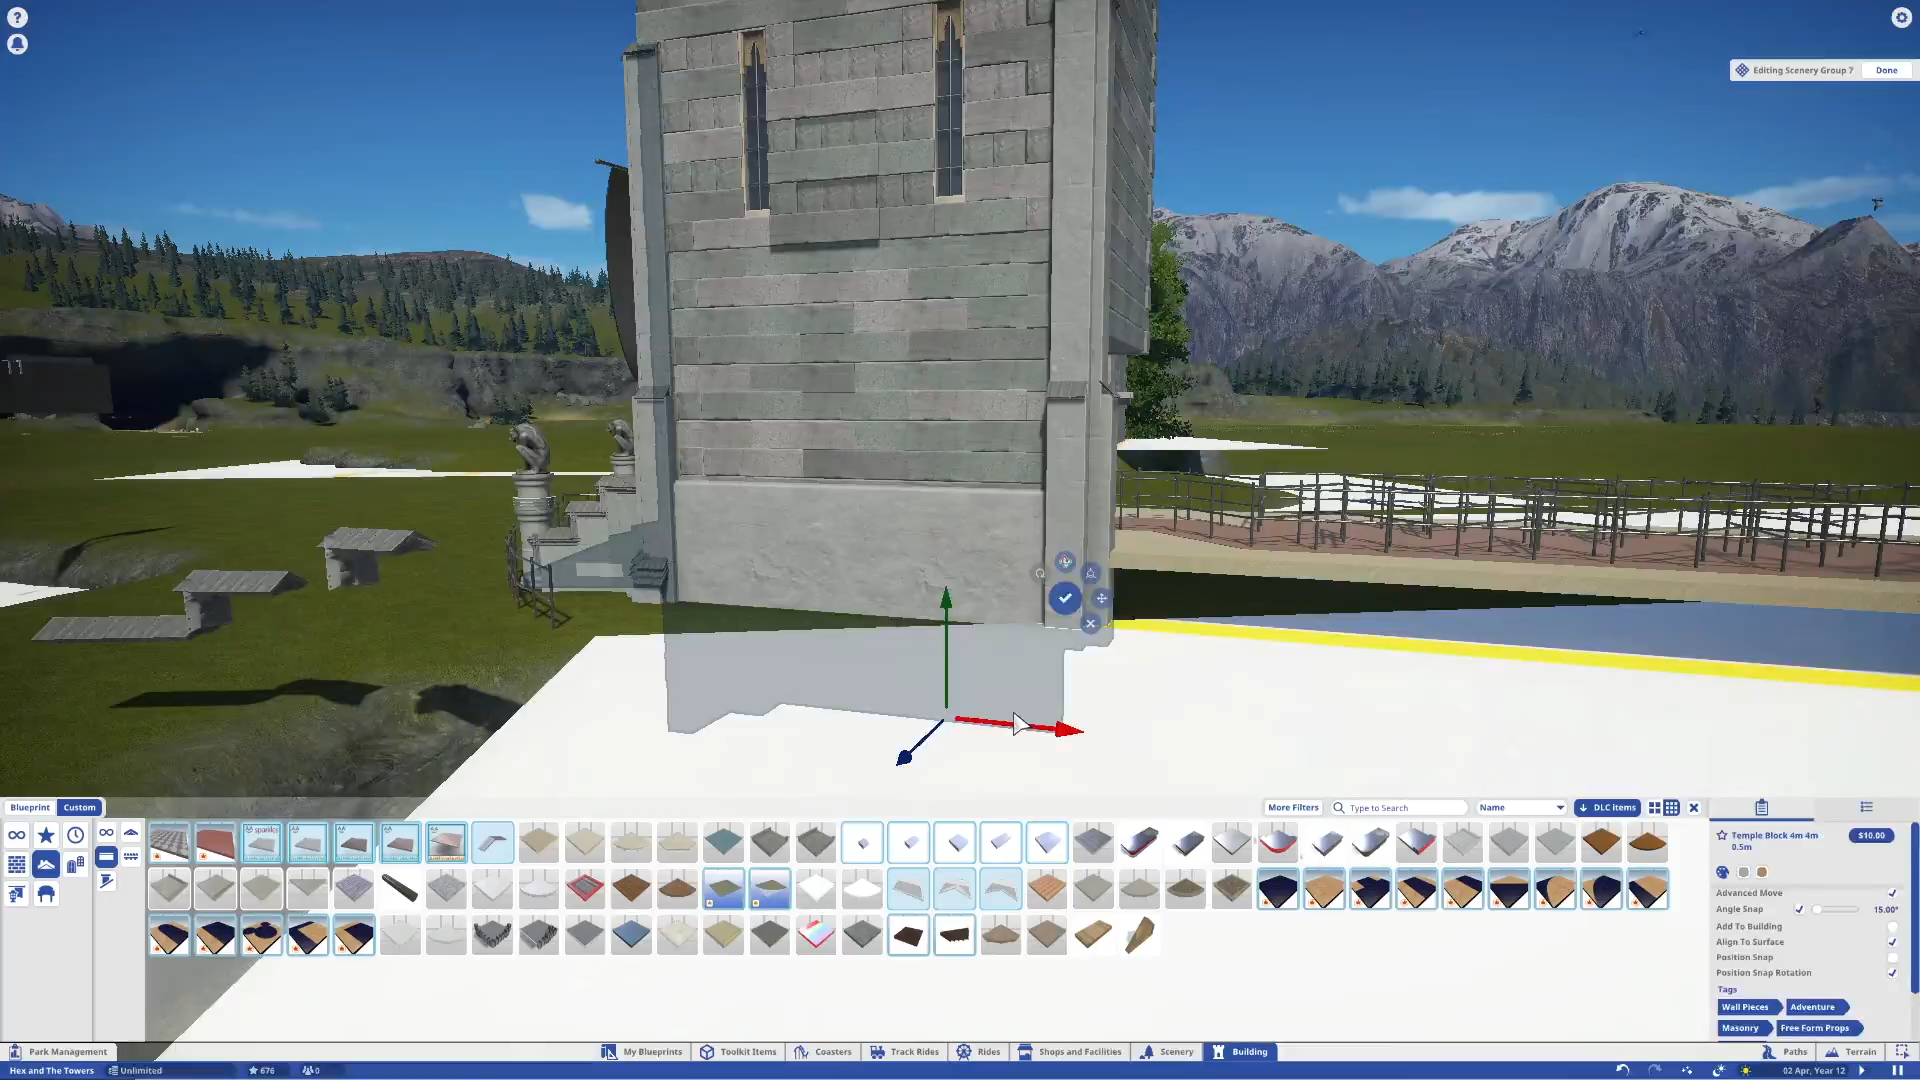 ?
Editing Scenery Group 7
Done
Blueprint
Custom
More Filters
Type to Search
Name
DLC items
sparkles
Temple Block 4m 4m 0.5m
$10.00
Advanced Move
Angle Snap
15.00°
Add To Building
Align To Surface
Position Snap
Position Snap Rotation
Tags
Wall Pieces
Adventure
Masonry
Free Form Props
Park Management
My Blueprints
Toolkit Items
Coasters
Track Rides
Rides
Shops and Facilities
Scenery
Building
Paths
Terrain
Hex and The Towers
Unlimited
676
0
02 Apr, Year 12